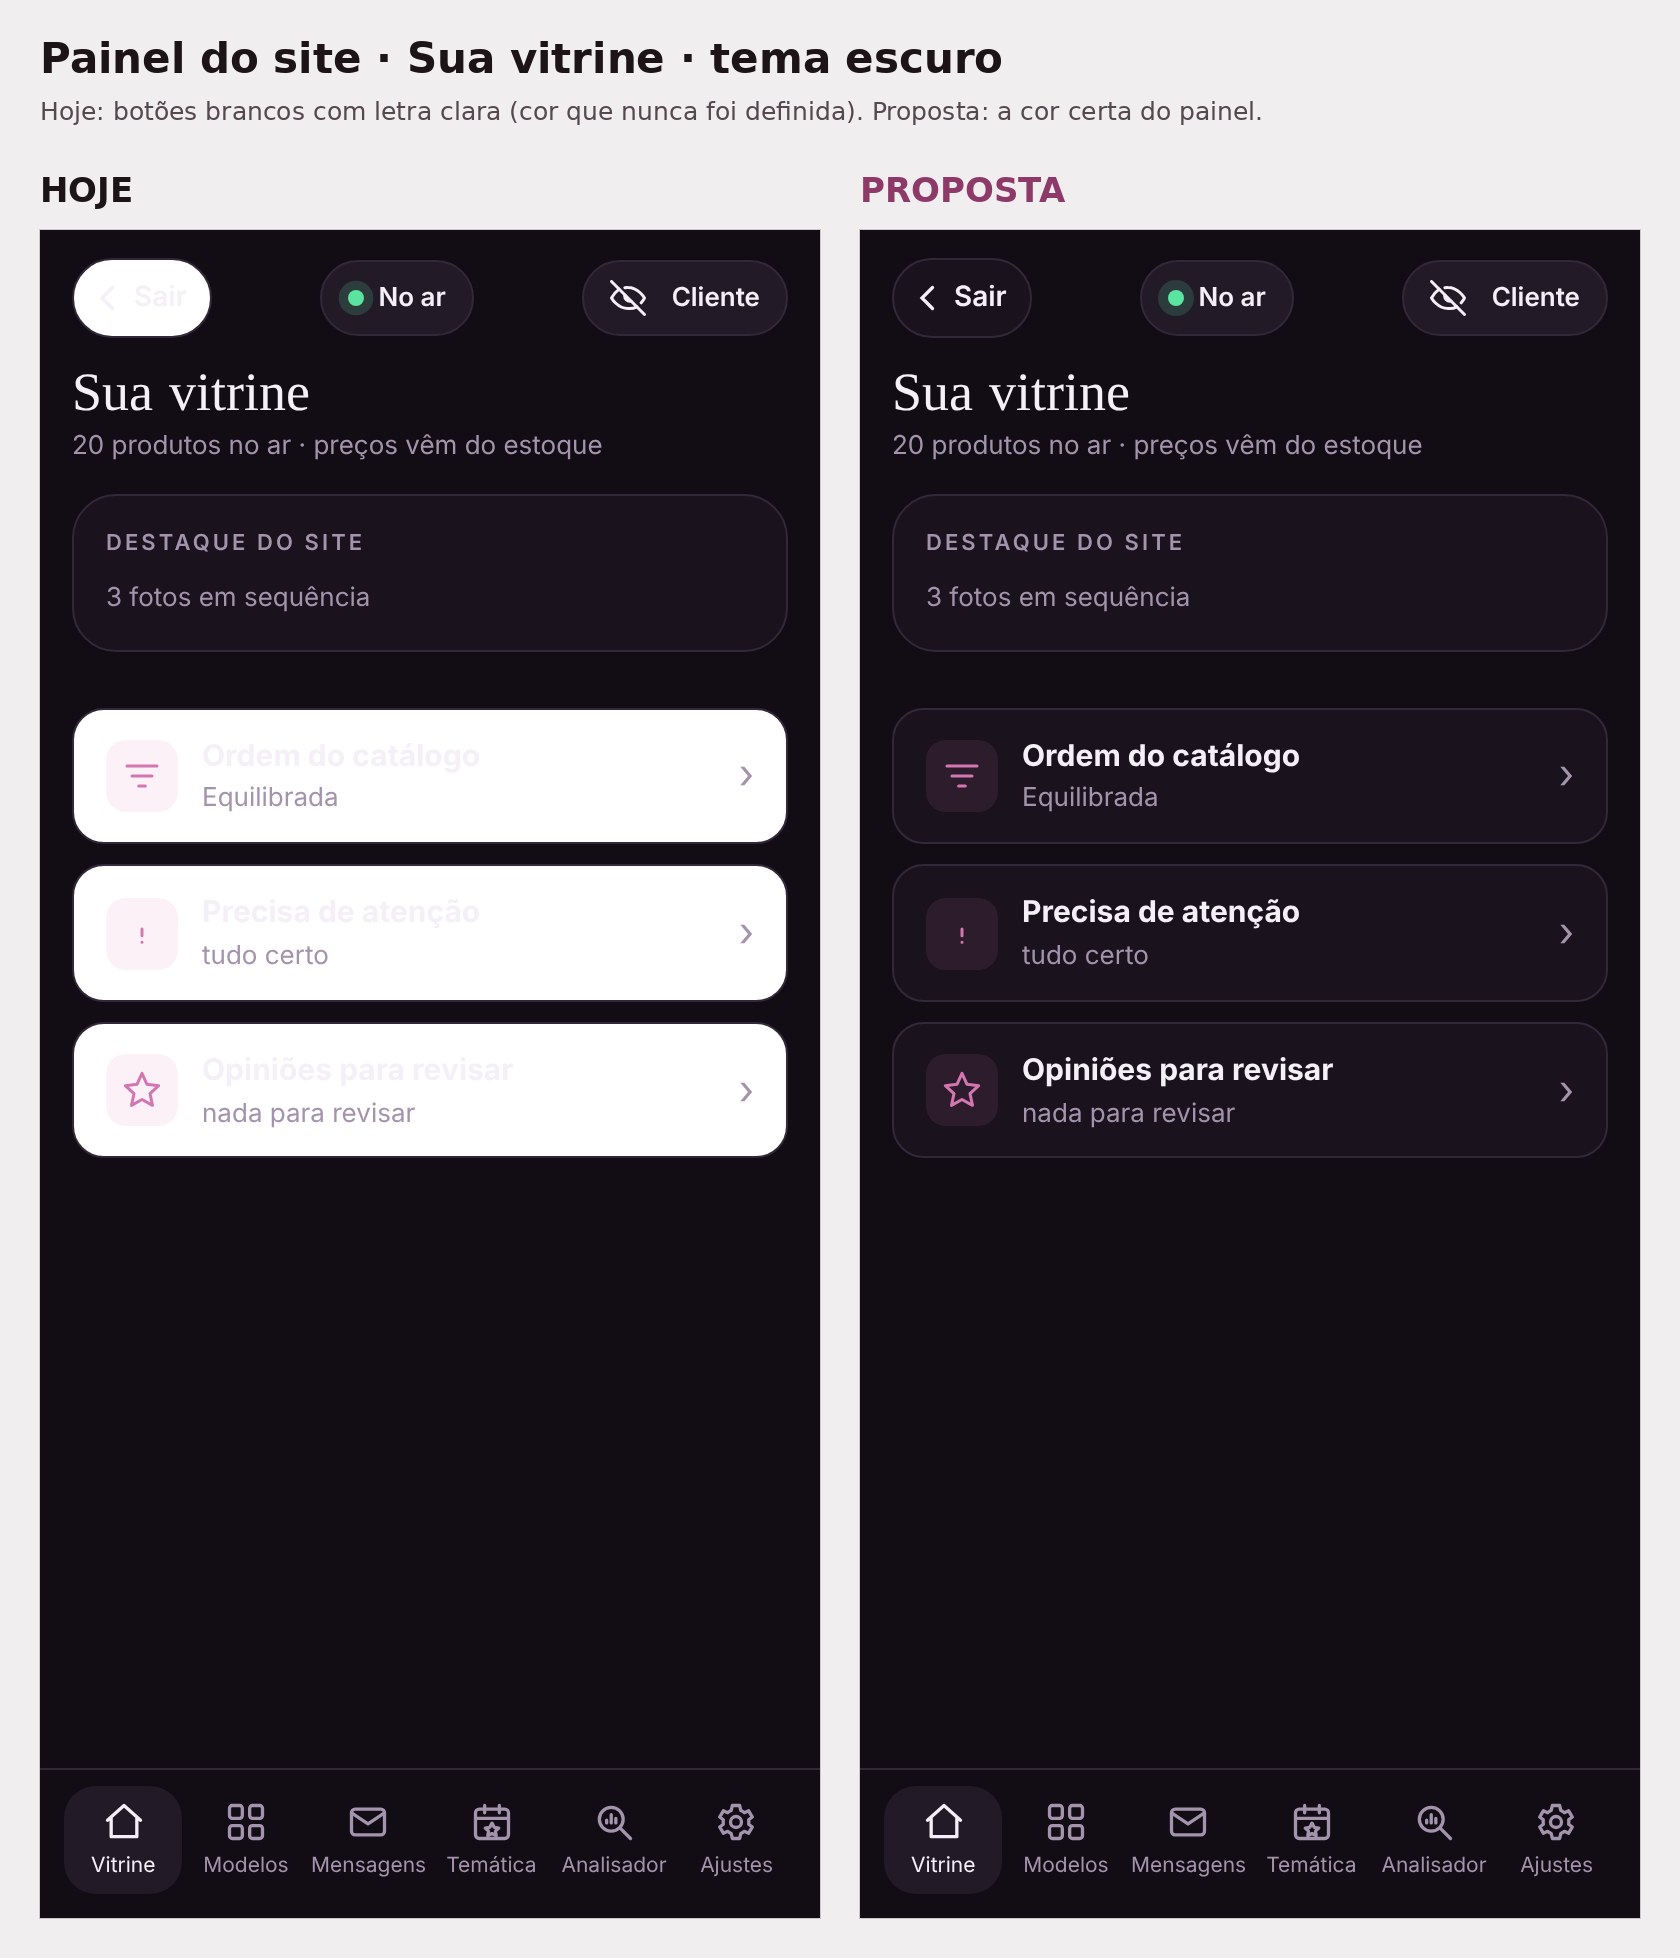 Painel do site · Sua vitrine · tema escuro
Hoje: botões brancos com letra clara (cor que nunca foi definida). Proposta: a cor certa do painel.
HOJE
Sair
No ar
Cliente
Sua vitrine
20 produtos no ar · preços vêm do estoque
DESTAQUE DO SITE
3 fotos em sequência
Ordem do catálogo
Equilibrada
Precisa de atenção
tudo certo
Opiniões para revisar
nada para revisar
Vitrine
Modelos
Mensagens
Temática
Analisador
Ajustes
PROPOSTA
Sair
No ar
Cliente
Sua vitrine
20 produtos no ar · preços vêm do estoque
DESTAQUE DO SITE
3 fotos em sequência
Ordem do catálogo
Equilibrada
Precisa de atenção
tudo certo
Opiniões para revisar
nada para revisar
Vitrine
Modelos
Mensagens
Temática
Analisador
Ajustes